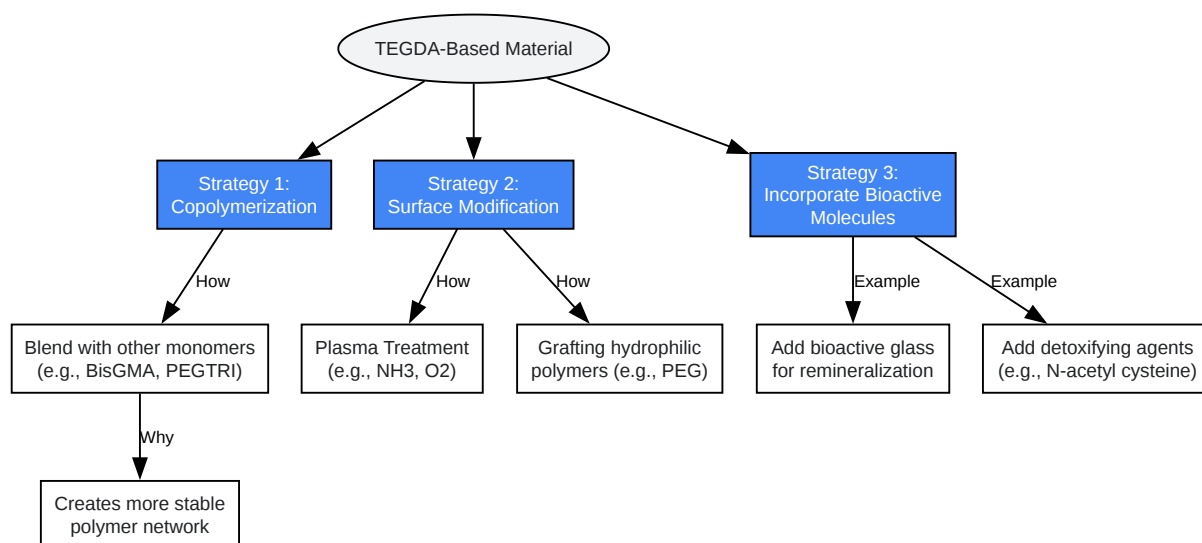 TEGDA-Based Material
Strategy 1:
Copolymerization
Strategy 2:
Surface Modification
Strategy 3:
Incorporate Bioactive
Molecules
How
How
How
Example
Example
Blend with other monomers
(e.g., BisGMA, PEGTRI)
Plasma Treatment
(e.g., NH3, O2)
Grafting hydrophilic
polymers (e.g., PEG)
Add bioactive glass
for remineralization
Add detoxifying agents
(e.g., N-acetyl cysteine)
Why
Creates more stable
polymer network